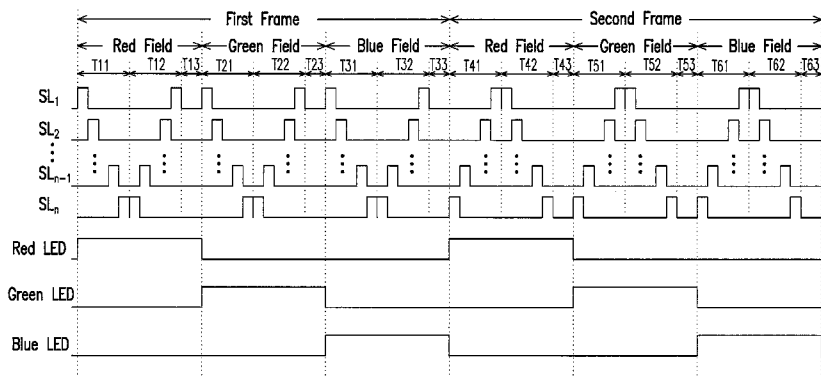 First Frame Second Frame
Red Field Green Field Blue Field Red Field Green Field Blue Field
T11 T12 T13 T21 T22 T23 T31 T32 T33 T41 T42 T43 T51 T52 T53 T61 T62 T63
SL1
SL2
SLn-1
SLn
Red LED
Green LED
Blue LED